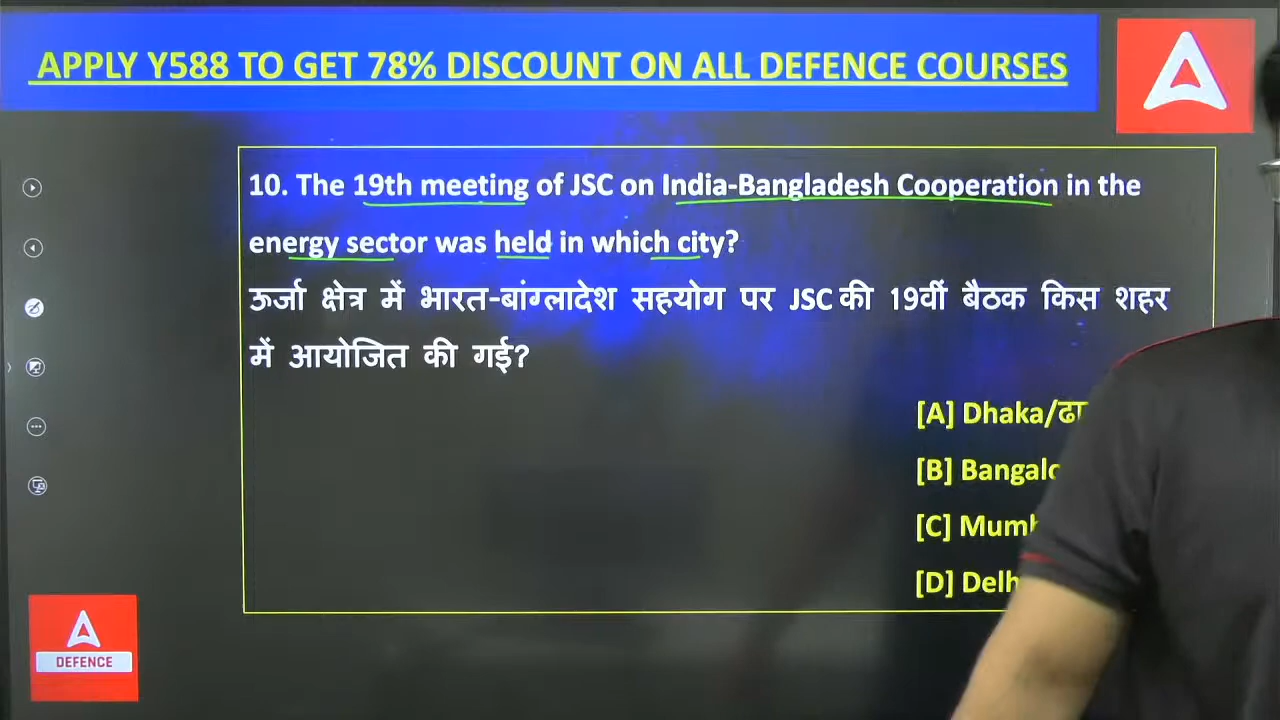 APPLY Y588 TO GET 78% DISCOUNT ON ALL DEFENCE COURSES
10. The 19th meeting of JSC on India-Bangladesh Cooperation in the
energy sector was held in which city?
ऊर्जा क्षेत्र में भारत-बांग्लादेश सहयोग पर JSC की 19वीं बैठक किस शहर
में आयोजित की गई?
[A] Dhaka/
[B]
[C]
[D]
DEFENCE